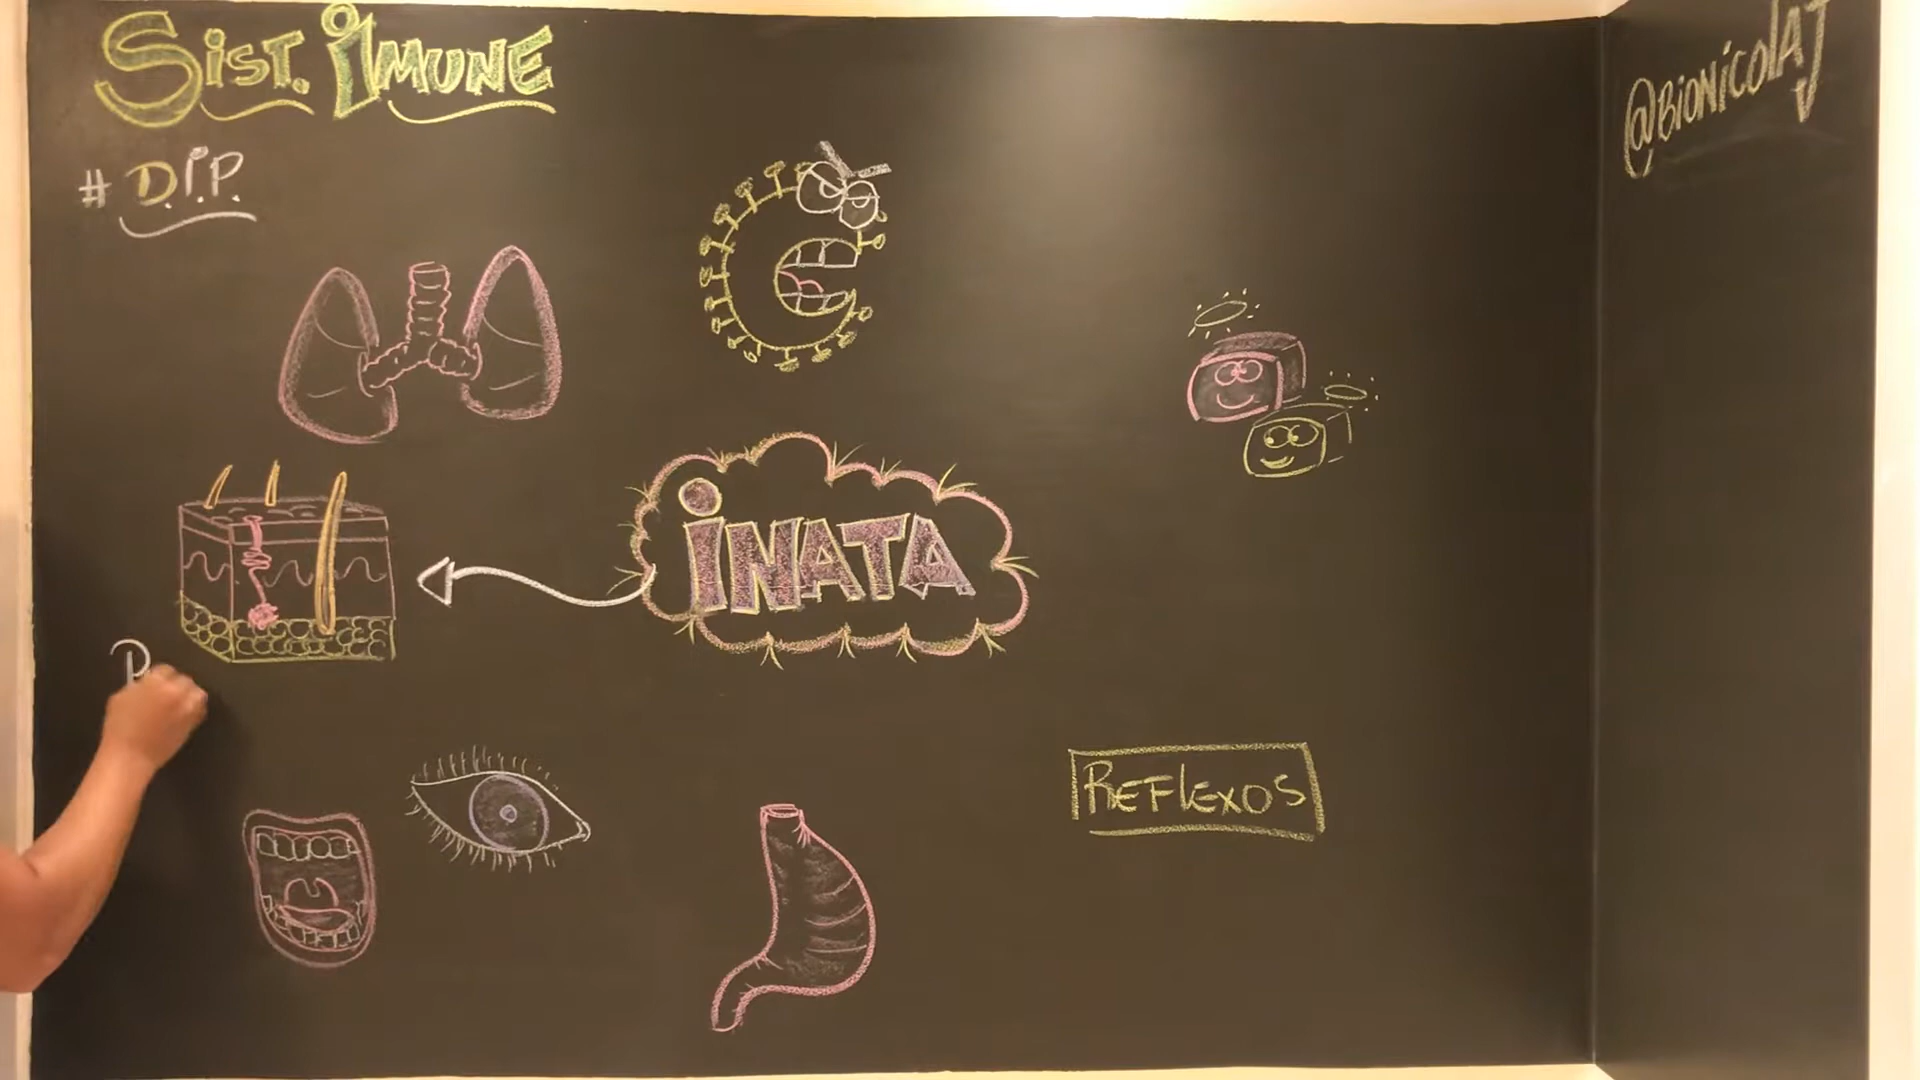 Sist. imune
# D.I.P.
@BioNicolaJ
iNATA
P
REFlEXOS